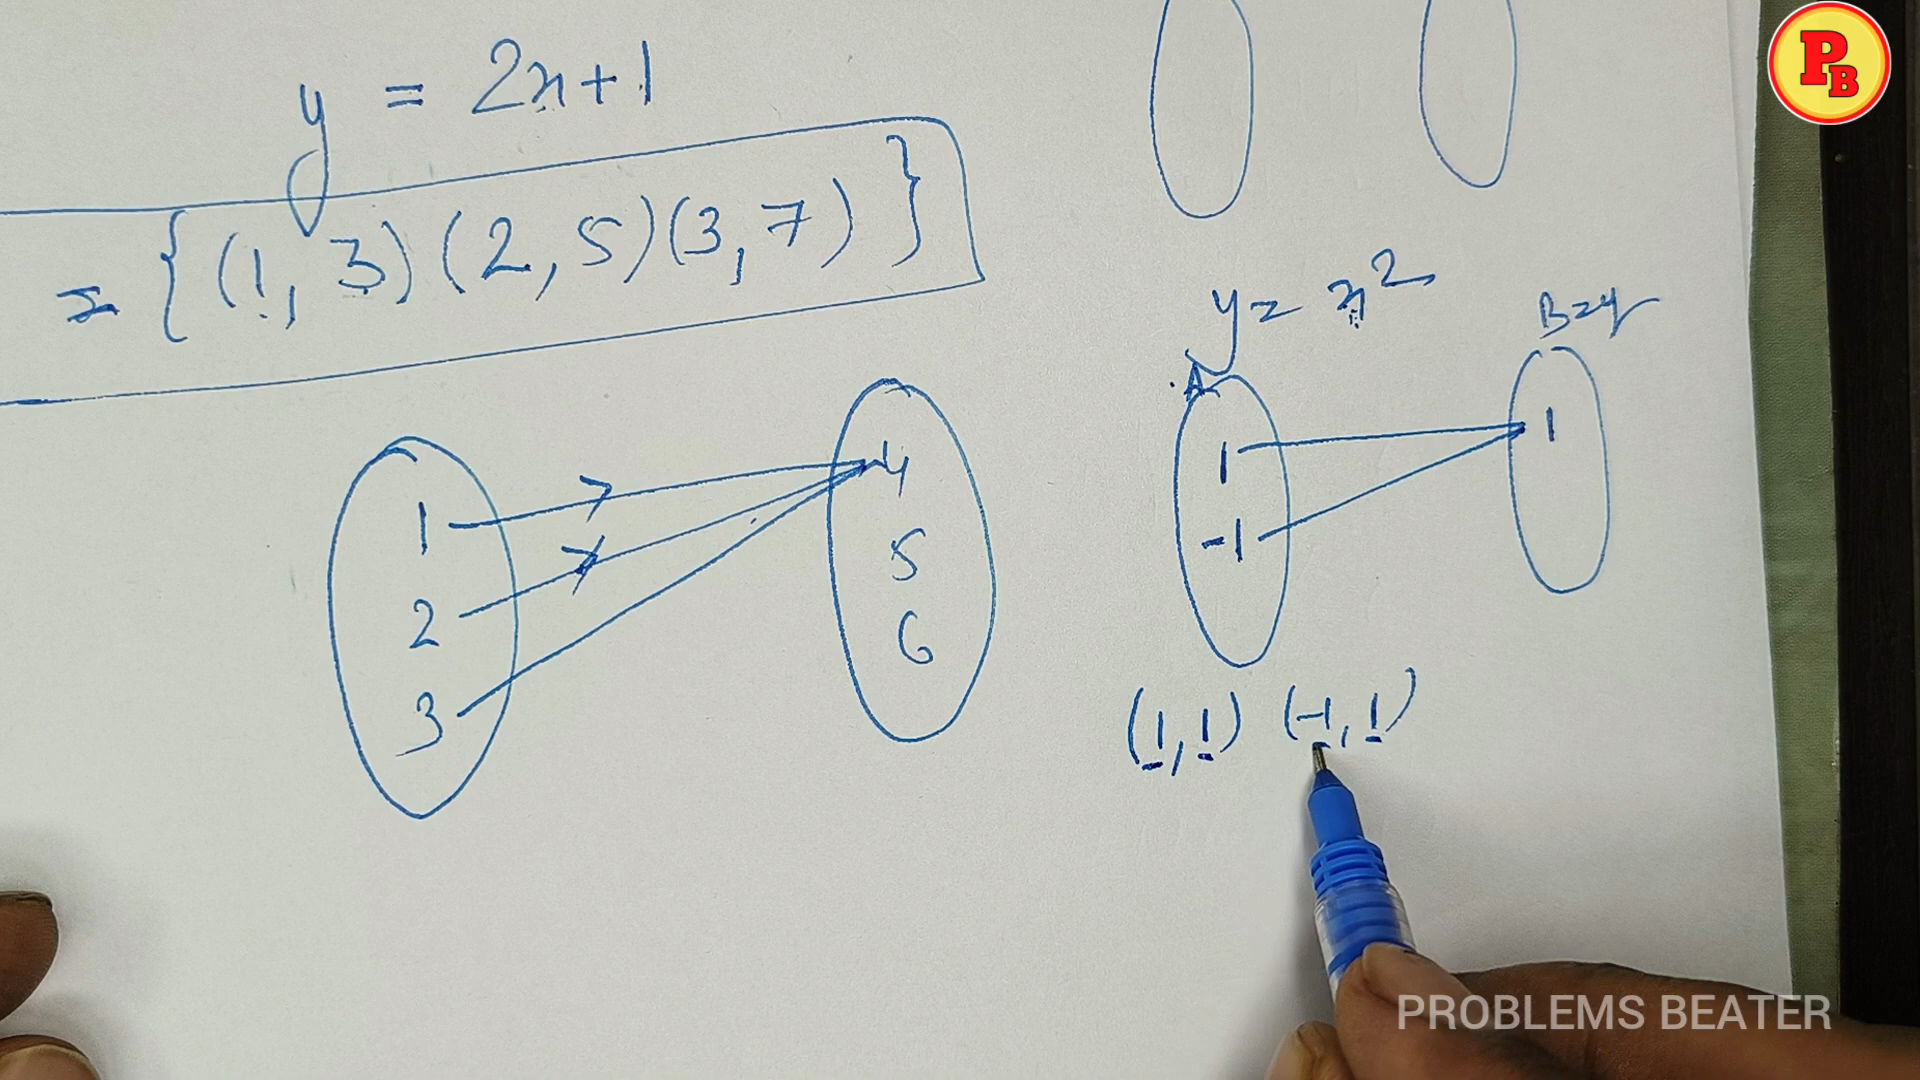 y = 2x+1
= {(1, 3) (2, 5) (3, 7)}
1
2
3
4
5
6
y = x²
A
B = y
1
-1
1
(1, 1) (-1, 1)
PB
PROBLEMS BEATER